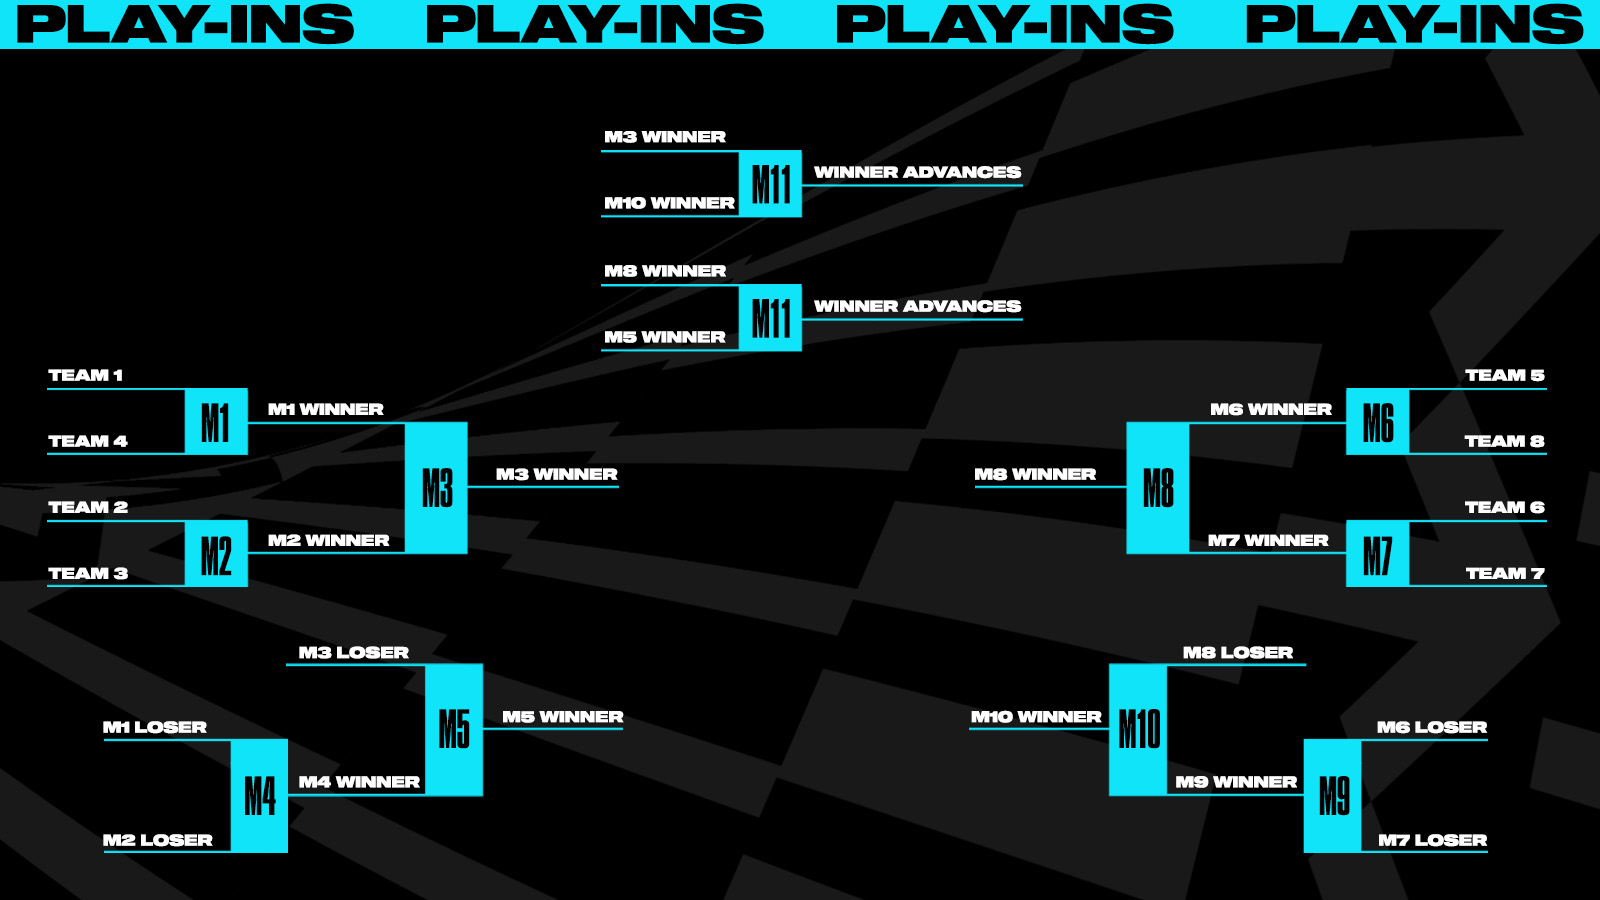 PLAY-INS PLAY-INS PLAY-INS PLAY-INS
M3 WINNER
M11
WINNER ADVANCES
M10 WINNER
M8 WINNER
M11
WINNER ADVANCES
M5 WINNER
TEAM 1
M1
M1 WINNER
TEAM 4
M3
M3 WINNER
TEAM 2
M2
M2 WINNER
TEAM 3
M3 LOSER
M5
M5 WINNER
M1 LOSER
M4
M4 WINNER
M2 LOSER
TEAM 5
M6 WINNER
M6
TEAM 8
M8 WINNER
M8
TEAM 6
M7 WINNER
M7
TEAM 7
M8 LOSER
M10 WINNER
M10
M6 LOSER
M9 WINNER
M9
M7 LOSER